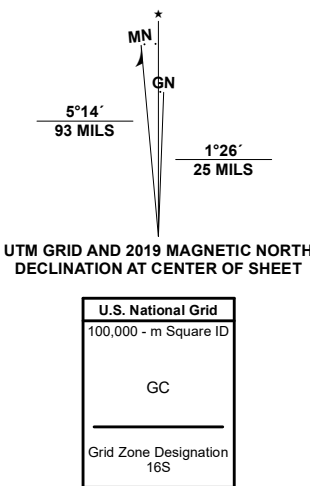 ★
MN
GN
5°14´
93 MILS
1°26´
25 MILS
UTM GRID AND 2019 MAGNETIC NORTH
DECLINATION AT CENTER OF SHEET
U.S. National Grid
100,000 - m Square ID
GC
Grid Zone Designation
16S